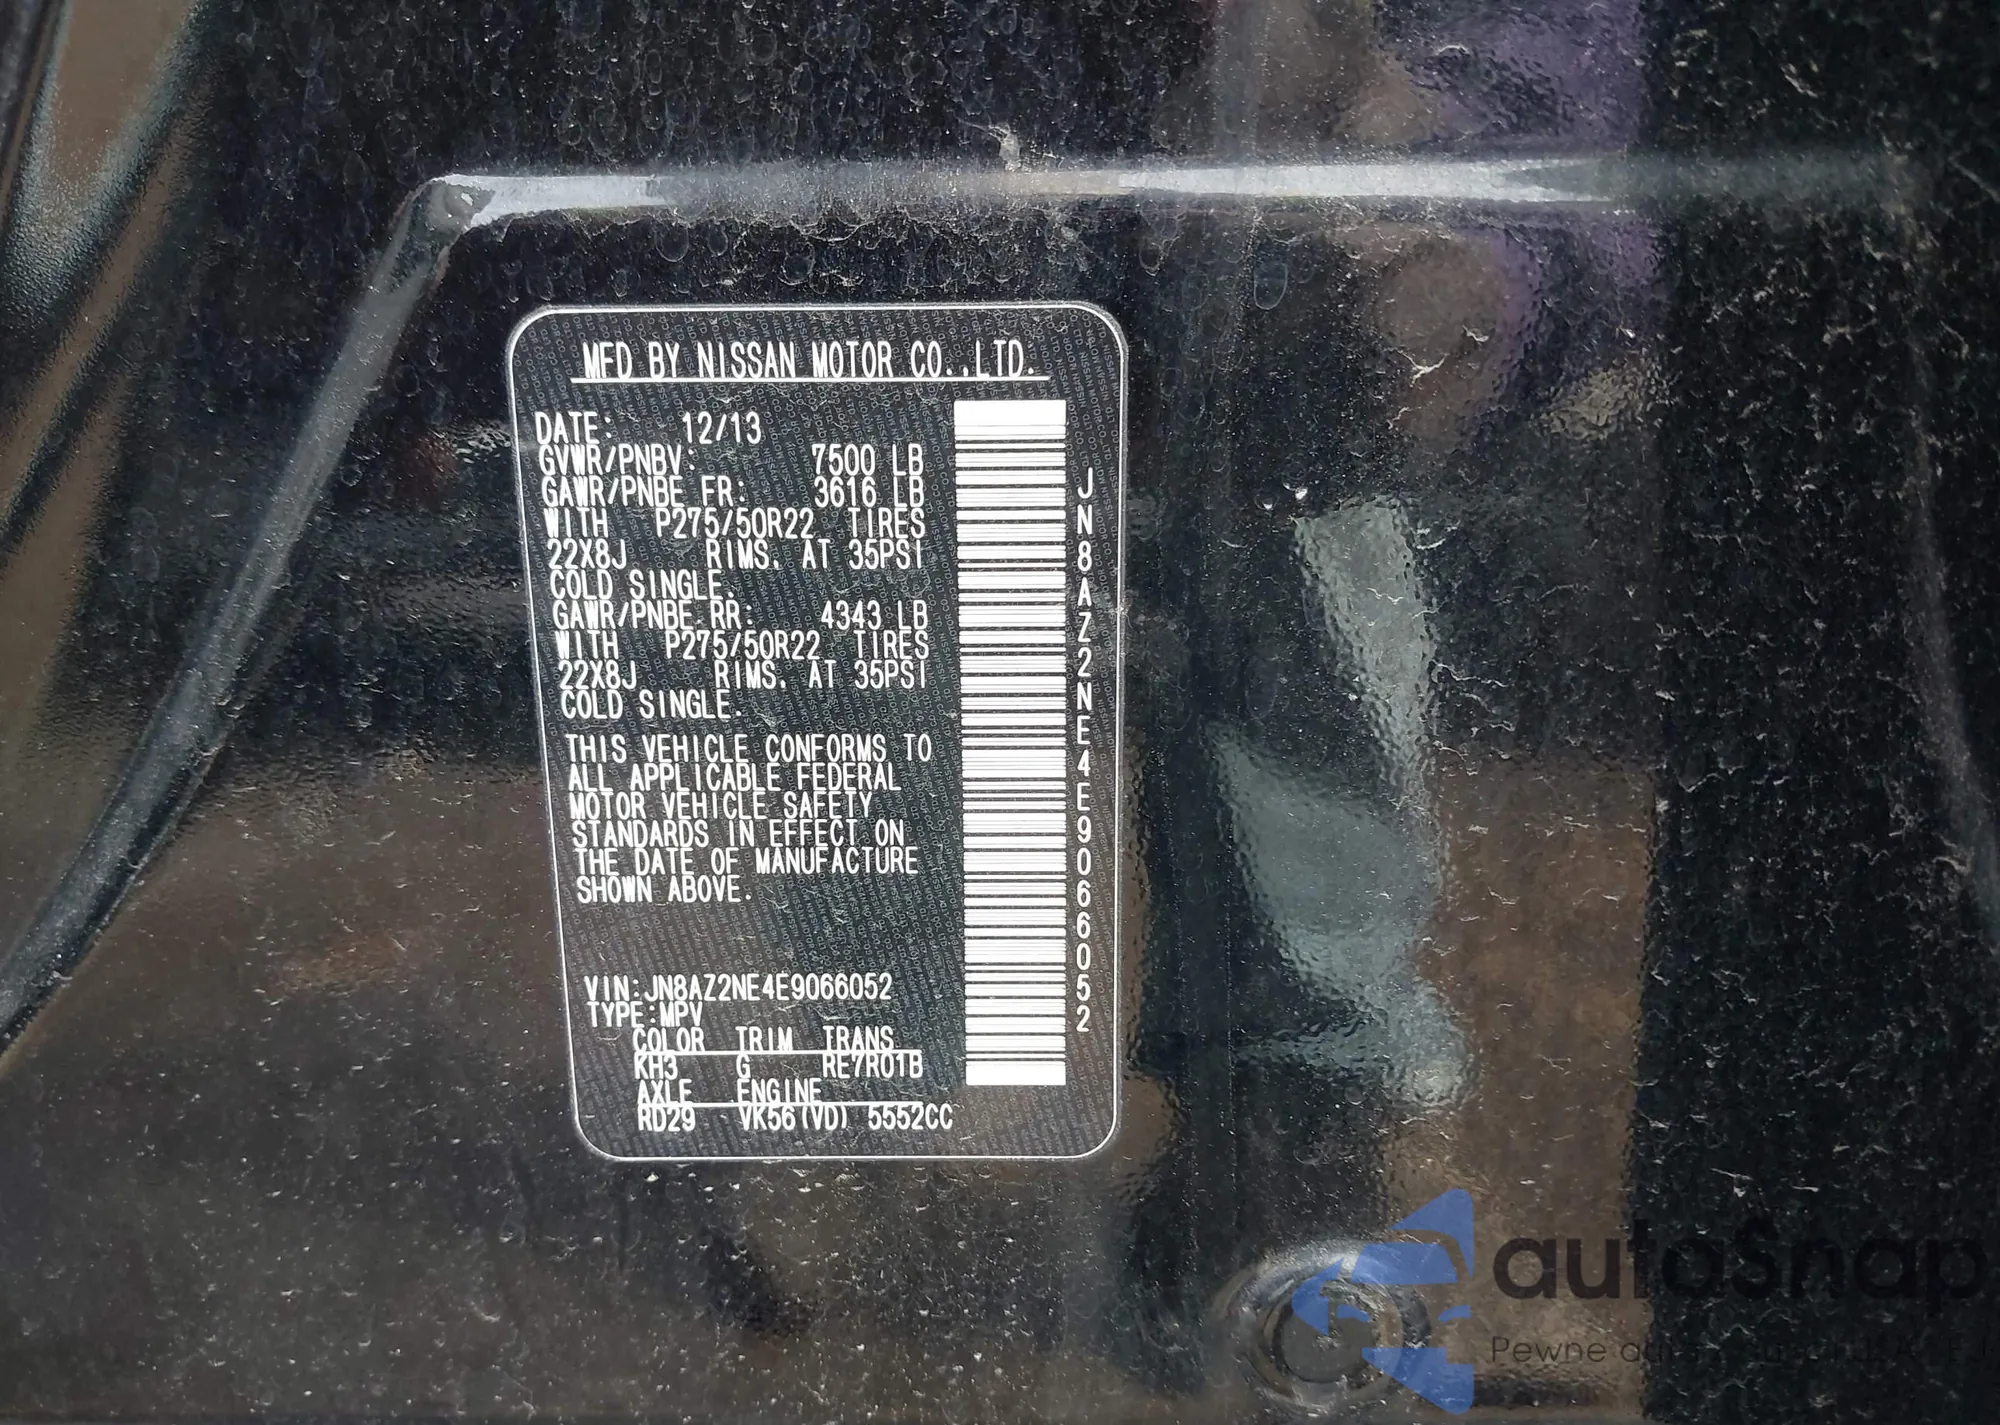 MFD BY NISSAN MOTOR CO.,LTD.
DATE: 12/13
GVWR/PNBV: 7500 LB
GAWR/PNBE FR: 3616 LB
WITH P275/50R22 TIRES
22X8J RIMS. AT 35PSI
COLD SINGLE.
GAWR/PNBE RR: 4343 LB
WITH P275/50R22 TIRES
22X8J RIMS. AT 35PSI
COLD SINGLE.
THIS VEHICLE CONFORMS TO
ALL APPLICABLE FEDERAL
MOTOR VEHICLE SAFETY
STANDARDS IN EFFECT ON
THE DATE OF MANUFACTURE
SHOWN ABOVE.
VIN:JN8AZ2NE4E9066052
TYPE:MPV
COLOR TRIM TRANS
KH3 G RE7R01B
AXLE ENGINE
RD29 VK56(VD) 5552CC
JN8AZ2NE4E9066052
autosnap
Pewne